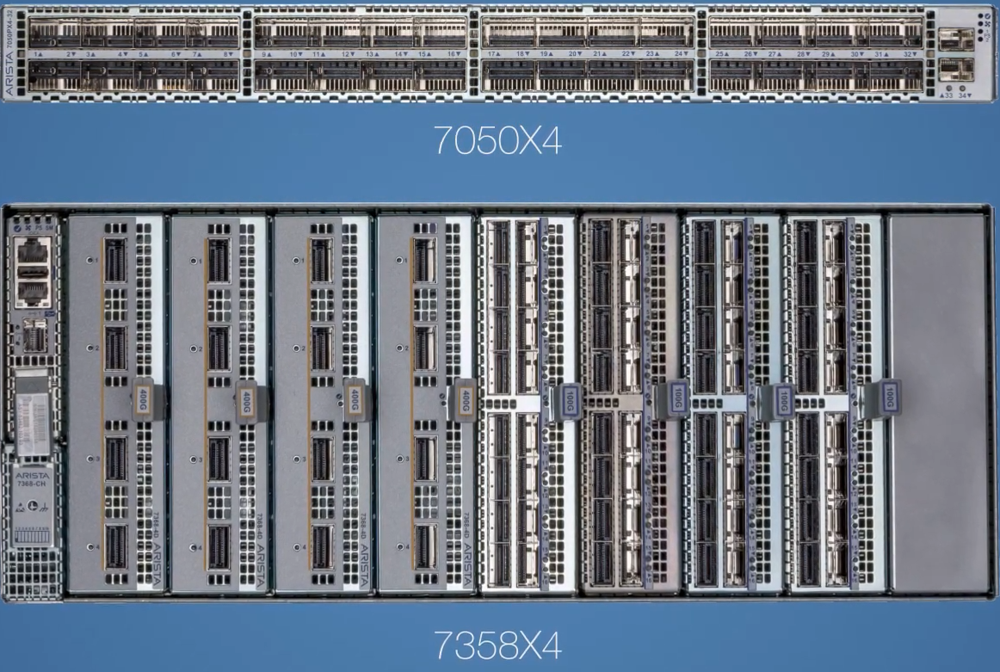 ARISTA 7050PX4-32
1▲ 2▼ 3▲ 4▼ 5▲ 6▼ 7▲ 8▼ 9▲ 10▼ 11▲ 12▼ 13▲ 14▼ 15▲ 16▼ 17▲ 18▼ 19▲ 20▼ 21▲ 22▼ 23▲ 24▼ 25▲ 26▼ 27▲ 28▼ 29▲ 30▼ 31▲ 32▼
▲33 34▼
7050X4
PS SM
1 1 1 1
2 2 2 2
400G 400G 400G 400G 100G 100G 100G 100G
3 3 3 3
ARISTA
7368-CH
7368-4D ARISTA
7368-4D ARISTA
7368-4D ARISTA
7368-4D ARISTA
4 4 4 4
7358X4